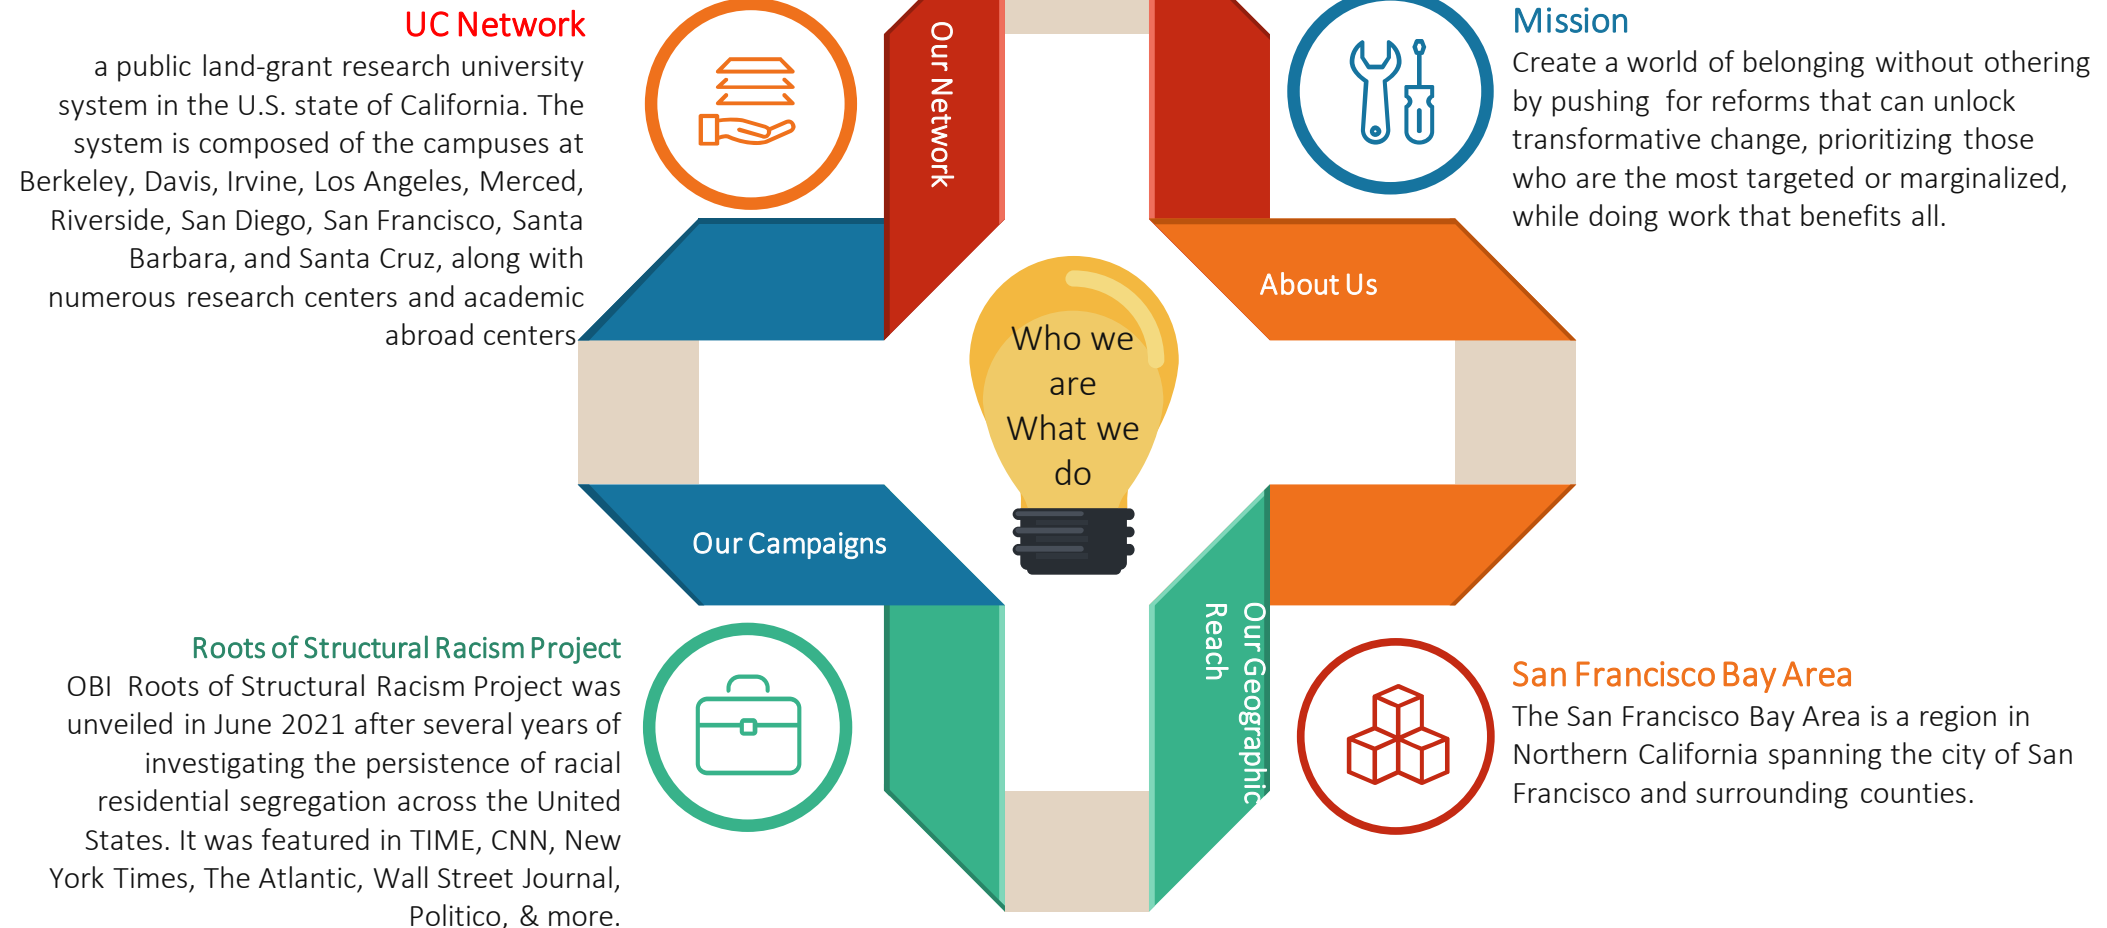 UC Network
a public land-grant research university
system in the U.S. state of California. The
system is composed of the campuses at
Berkeley, Davis, Irvine, Los Angeles, Merced,
Riverside, San Diego, San Francisco, Santa
Barbara, and Santa Cruz, along with
numerous research centers and academic
abroad centers
Our Network
Mission
Create a world of belonging without othering
by pushing  for reforms that can unlock
transformative change, prioritizing those
who are the most targeted or marginalized,
while doing work that benefits all.
About Us
Who we
are
What we
do
Our Campaigns
Our Geographic
Reach
Roots of Structural Racism Project
OBI  Roots of Structural Racism Project was
unveiled in June 2021 after several years of
investigating the persistence of racial
residential segregation across the United
States. It was featured in TIME, CNN, New
York Times, The Atlantic, Wall Street Journal,
Politico, & more.
San Francisco Bay Area
The San Francisco Bay Area is a region in
Northern California spanning the city of San
Francisco and surrounding counties.